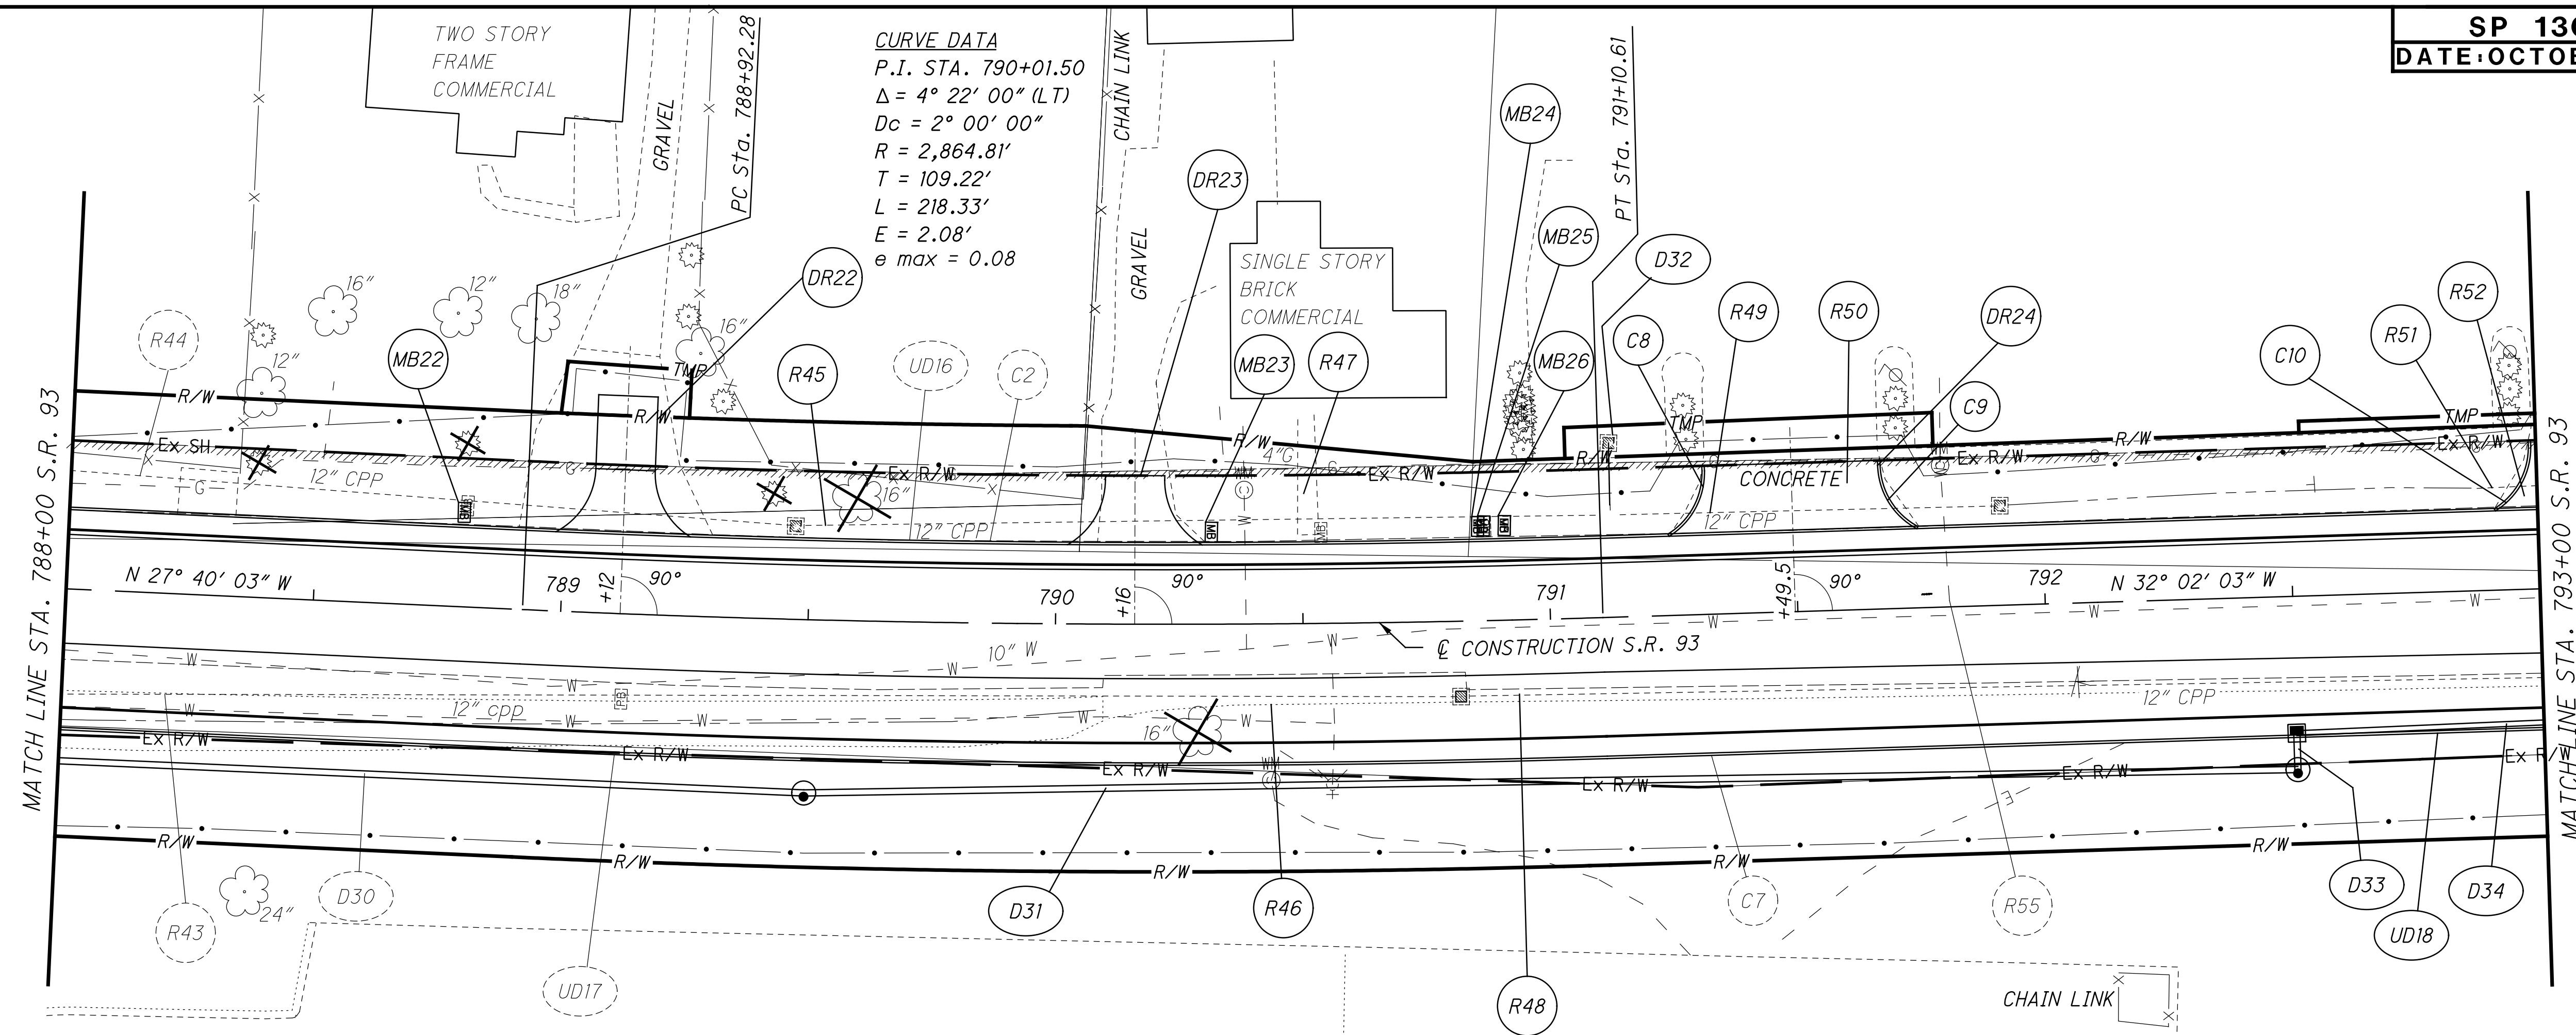 SP 13
DATE:OCTO
TWO STORY
FRAME
COMMERCIAL
GRAVEL
PC Sta. 788+92.28
CURVE DATA
P.I. STA. 790+01.50
Δ = 4° 22' 00" (LT)
Dc = 2° 00' 00"
R = 2,864.81'
T = 109.22'
L = 218.33'
E = 2.08'
e max = 0.08
CHAIN LINK
GRAVEL
DR23
MB24
PT Sta. 791+10.61
MB25
D32
SINGLE STORY
BRICK
COMMERCIAL
DR22
16"
12"
18"
16"
12"
R44
MB22
R45
UD16
C2
MB23
R47
MB26
C8
R49
R50
DR24
C9
C10
R51
R52
TMP
TMP
TMP
R/W
R/W
R/W
R/W
R/W
Ex SH
Ex R/W
Ex R/W
Ex R/W
Ex R/W
12" CPP
16"
12" CPP
4"G
WM
CONCRETE
12" CPP
G
G
MB
MB
MB
MB
MATCH LINE STA. 788+00 S.R. 93
N 27° 40' 03" W
789
+12
90°
790
+16
90°
791
+49.5
90°
792
N 32° 02' 03" W
MATCH LINE STA. 793+00 S.R. 93
10" W
℄ CONSTRUCTION S.R. 93
W
W
W
W
W
W
W
W
W
W
W
W
W
PB
12" CPP
12" CPP
16"
WM
E
Ex R/W
Ex R/W
Ex R/W
Ex R/W
Ex R/W
Ex R/W
R/W
R/W
R/W
R/W
R/W
24"
R43
D30
UD17
D31
R46
R48
C7
R55
D33
UD18
D34
CHAIN LINK